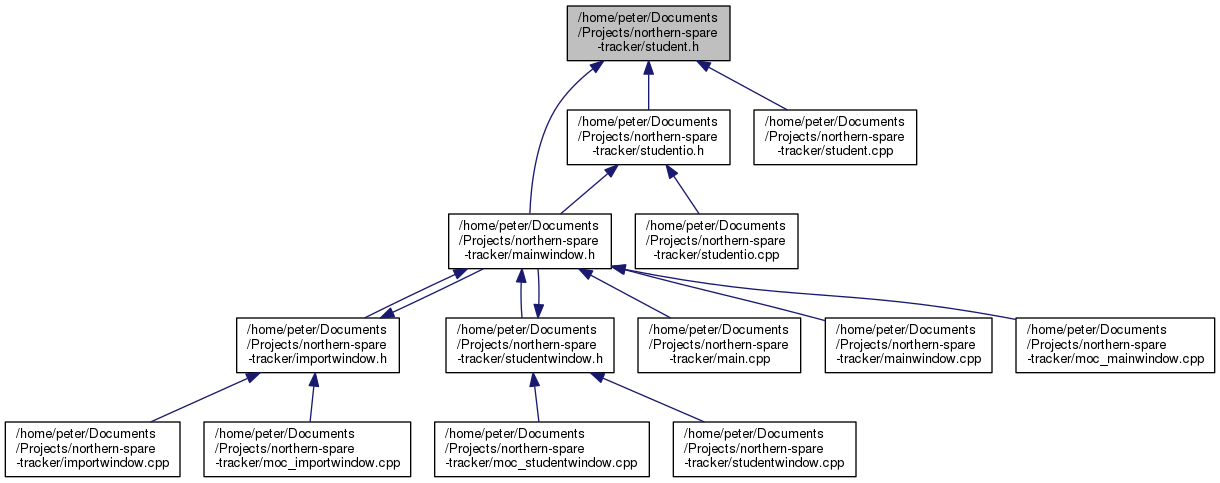 /home/peter/Documents
/Projects/northern-spare
-tracker/student.h
/home/peter/Documents
/Projects/northern-spare
-tracker/studentio.h
/home/peter/Documents
/Projects/northern-spare
-tracker/student.cpp
/home/peter/Documents
/Projects/northern-spare
-tracker/mainwindow.h
/home/peter/Documents
/Projects/northern-spare
-tracker/studentio.cpp
/home/peter/Documents
/Projects/northern-spare
-tracker/importwindow.h
/home/peter/Documents
/Projects/northern-spare
-tracker/studentwindow.h
/home/peter/Documents
/Projects/northern-spare
-tracker/main.cpp
/home/peter/Documents
/Projects/northern-spare
-tracker/mainwindow.cpp
/home/peter/Documents
/Projects/northern-spare
-tracker/moc_mainwindow.cpp
/home/peter/Documents
/Projects/northern-spare
-tracker/importwindow.cpp
/home/peter/Documents
/Projects/northern-spare
-tracker/moc_importwindow.cpp
/home/peter/Documents
/Projects/northern-spare
-tracker/moc_studentwindow.cpp
/home/peter/Documents
/Projects/northern-spare
-tracker/studentwindow.cpp